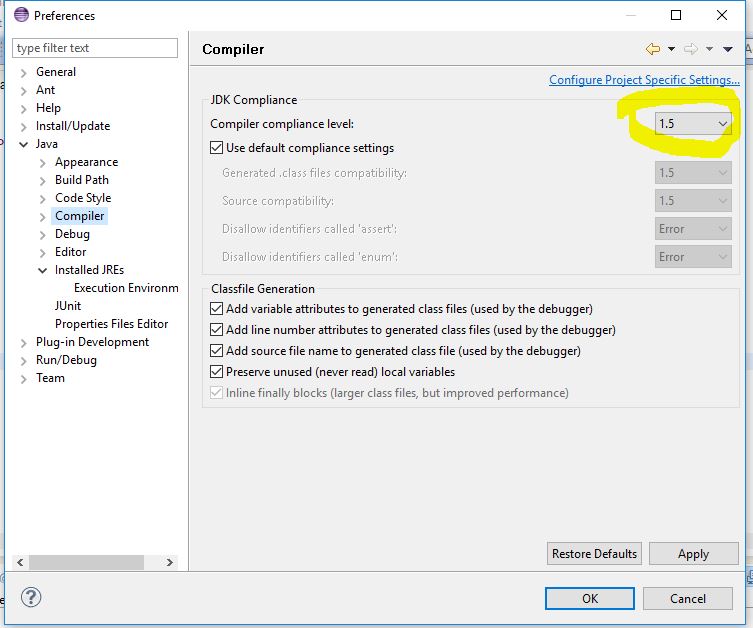 Preferences
type filter text
General
Ant
Help
Install/Update
Java
Appearance
Build Path
Code Style
Compiler
Debug
Editor
Installed JREs
Execution Environm
JUnit
Properties Files Editor
Plug-in Development
Run/Debug
Team
Compiler
Configure Project Specific Settings...
JDK Compliance
Compiler compliance level: 1.5
Use default compliance settings
Generated .class files compatibility: 1.5
Source compatibility: 1.5
Disallow identifiers called 'assert': Error
Disallow identifiers called 'enum': Error
Classfile Generation
Add variable attributes to generated class files (used by the debugger)
Add line number attributes to generated class files (used by the debugger)
Add source file name to generated class file (used by the debugger)
Preserve unused (never read) local variables
Inline finally blocks (larger class files, but improved performance)
Restore Defaults Apply
? OK Cancel